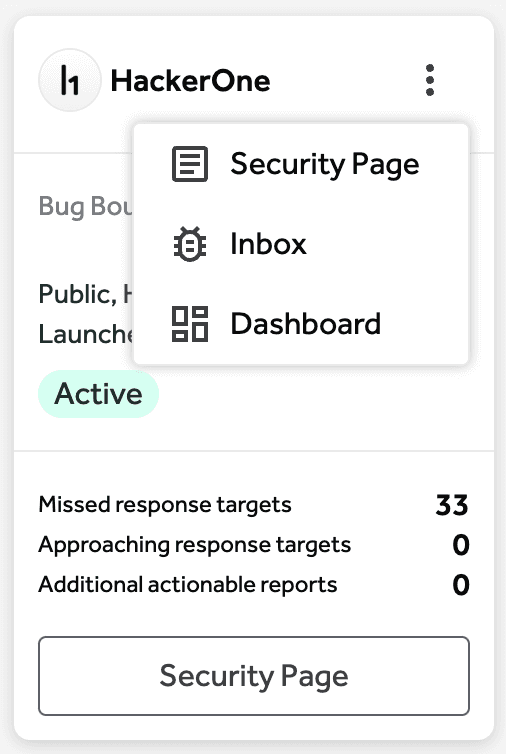 HackerOne
Security Page
Bug Bou
Inbox
Public, H
Launche
Dashboard
Active
Missed response targets 33
Approaching response targets 0
Additional actionable reports 0
Security Page